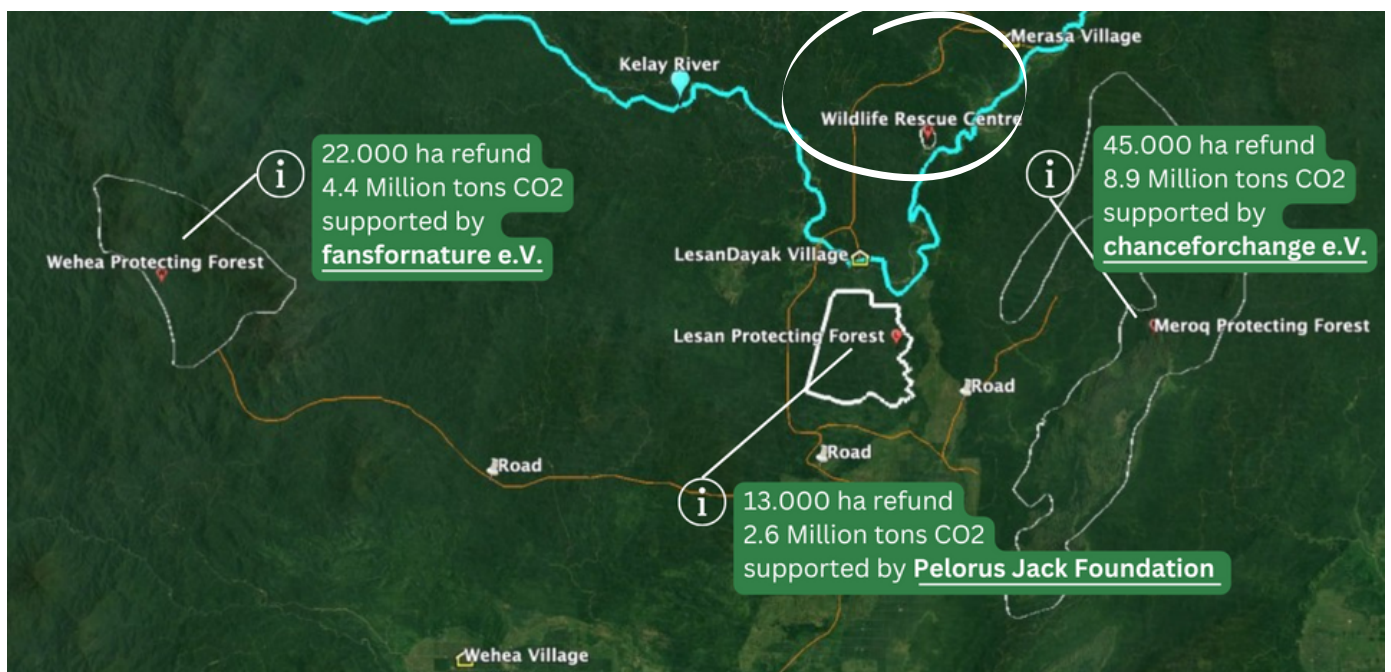 Merasa Village
Kelay River
Wildlife Rescue Centre
22.000 ha refund
4.4 Million tons CO2
supported by
fansfornature e.V.
i
45.000 ha refund
8.9 Million tons CO2
supported by
chanceforchange e.V.
i
Wehea Protecting Forest
LesanDayak Village
Lesan Protecting Forest
Meroq Protecting Forest
Road
Road
Road
i
13.000 ha refund
2.6 Million tons CO2
supported by Pelorus Jack Foundation
Wehea Village